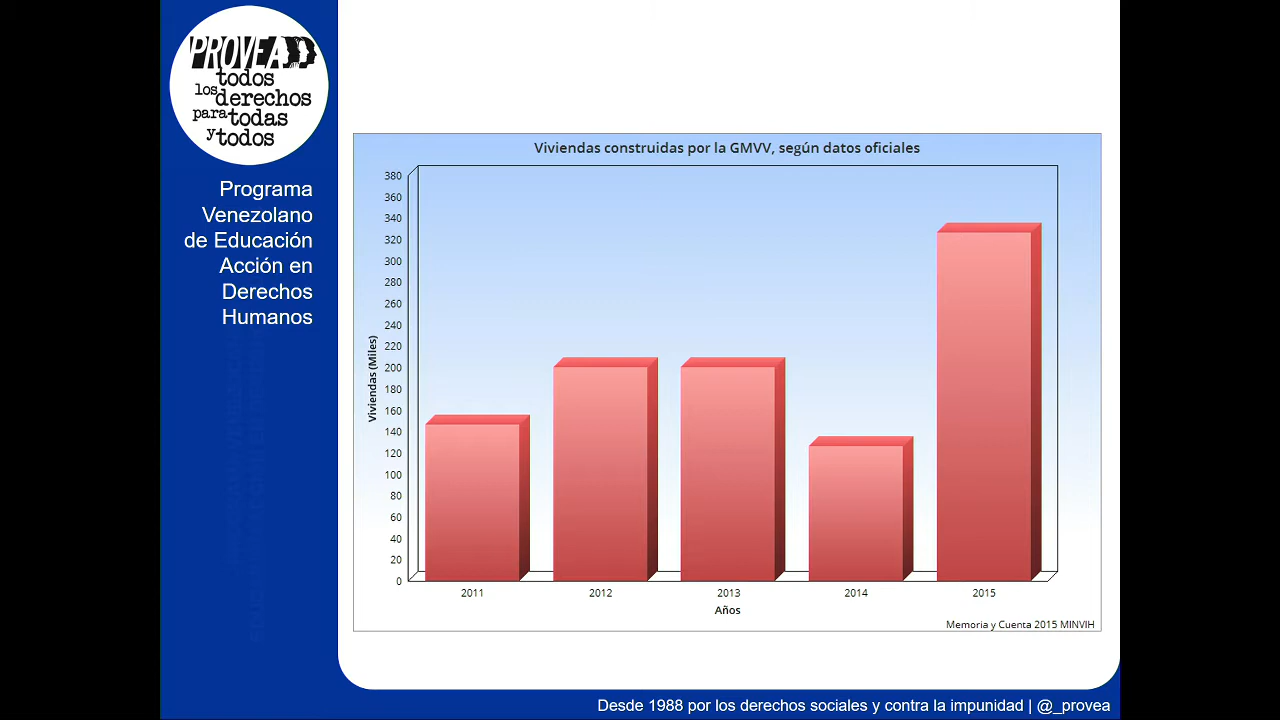 PROVEA
todos
los derechos
para todas
y todos
Programa
Venezolano
de Educación
Acción en
Derechos
Humanos
Viviendas construidas por la GMVV, según datos oficiales
Viviendas (Miles)
380
360
340
320
300
280
260
240
220
200
180
160
140
120
100
80
60
40
20
0
2011 2012 2013 2014 2015
Años
Memoria y Cuenta 2015 MINVIH
Desde 1988 por los derechos sociales y contra la impunidad | @_provea